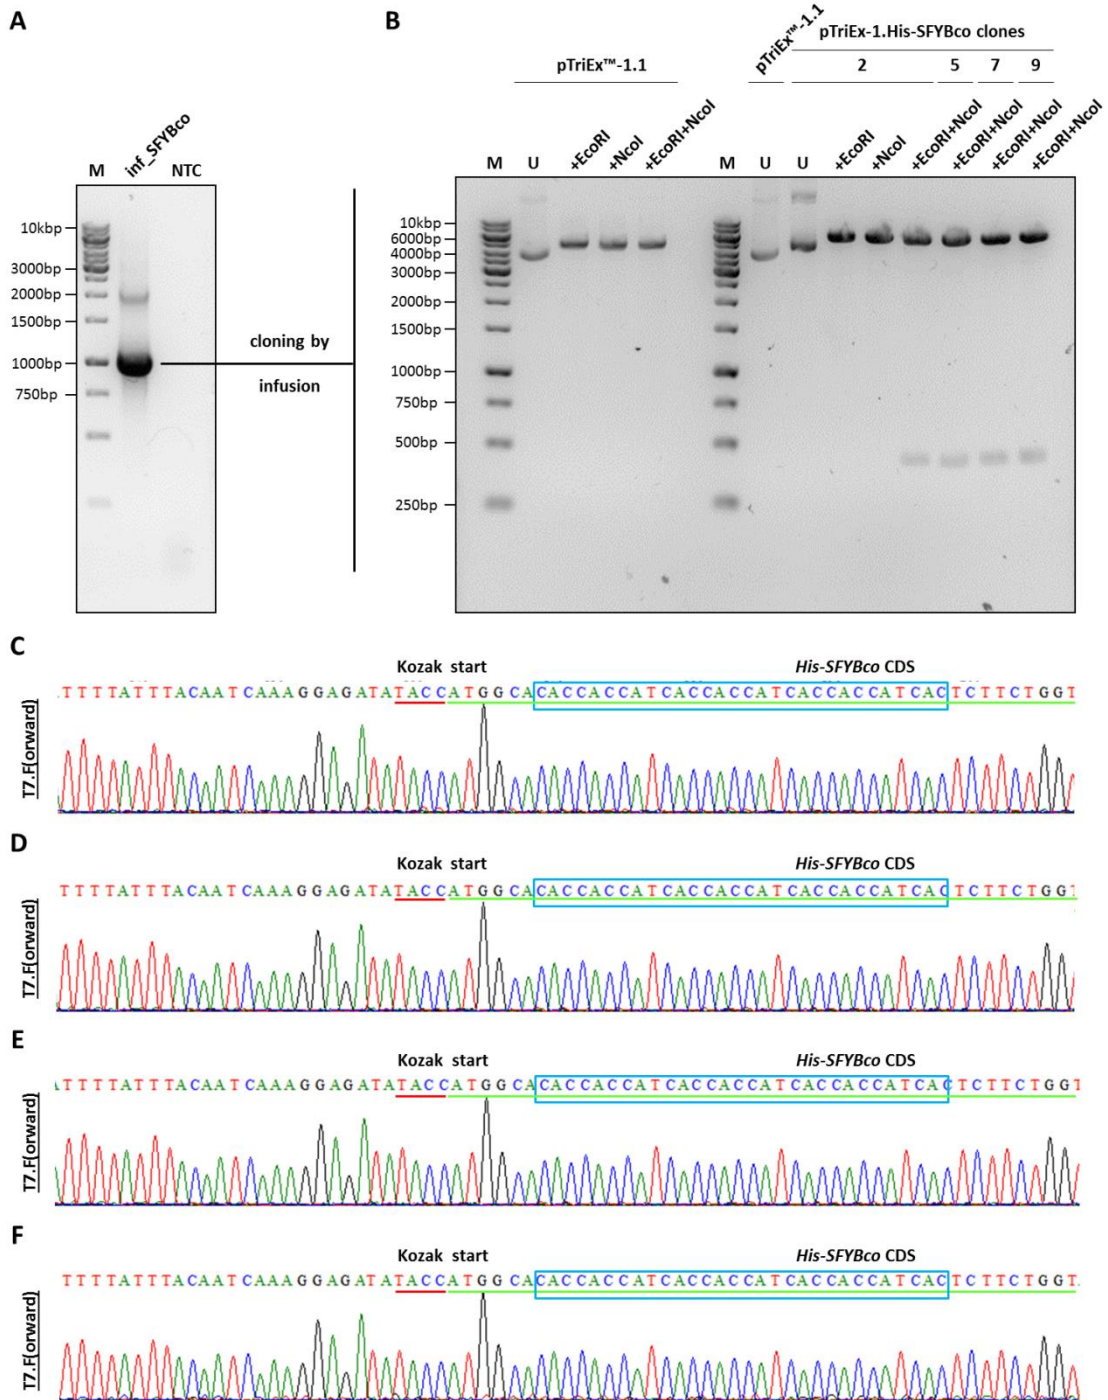 A
B
inf_SFYBco
M
NTC
10kbp
3000bp
2000bp
1500bp
1000bp
750bp
cloning by
infusion
pTriEx™-1.1
pTriEx™-1.1
pTriEx-1.His-SFYBco clones
2
5
7
9
M
U
+EcoRI
+NcoI
+EcoRI+NcoI
M
U
U
+EcoRI
+NcoI
+EcoRI+NcoI
+EcoRI+NcoI
+EcoRI+NcoI
+EcoRI+NcoI
10kbp
6000bp
4000bp
3000bp
2000bp
1500bp
1000bp
750bp
500bp
250bp
C
Kozak start
His-SFYBco CDS
TTTTATTTACAATCAAAGGAGATATACCATGGCACACCACCATCACCACCATCACCACCATCACTCTTCTGGT
T7.F(orward)
D
Kozak start
His-SFYBco CDS
TTTTATTTACAATCAAAGGAGATATACCATGGCACACCACCATCACCACCATCACCACCATCACTCTTCTGGT
T7.F(orward)
E
Kozak start
His-SFYBco CDS
ATTTTATTTACAATCAAAGGAGATATACCATGGCACACCACCATCACCACCATCACCACCATCACTCTTCTGGT
T7.F(orward)
F
Kozak start
His-SFYBco CDS
TTTTATTTACAATCAAAGGAGATATACCATGGCACACCACCATCACCACCATCACCACCATCACTCTTCTGGT
T7.F(orward)